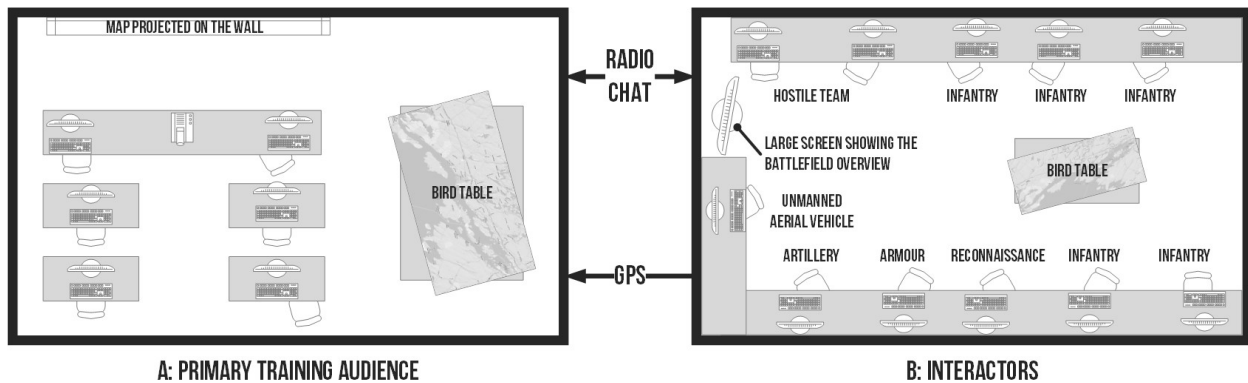 MAP PROJECTED ON THE WALL
BIRD TABLE
A: PRIMARY TRAINING AUDIENCE
RADIO
CHAT
GPS
HOSTILE TEAM
INFANTRY
INFANTRY
INFANTRY
LARGE SCREEN SHOWING THE
BATTLEFIELD OVERVIEW
BIRD TABLE
UNMANNED
AERIAL VEHICLE
ARTILLERY
ARMOUR
RECONNAISSANCE
INFANTRY
INFANTRY
B: INTERACTORS